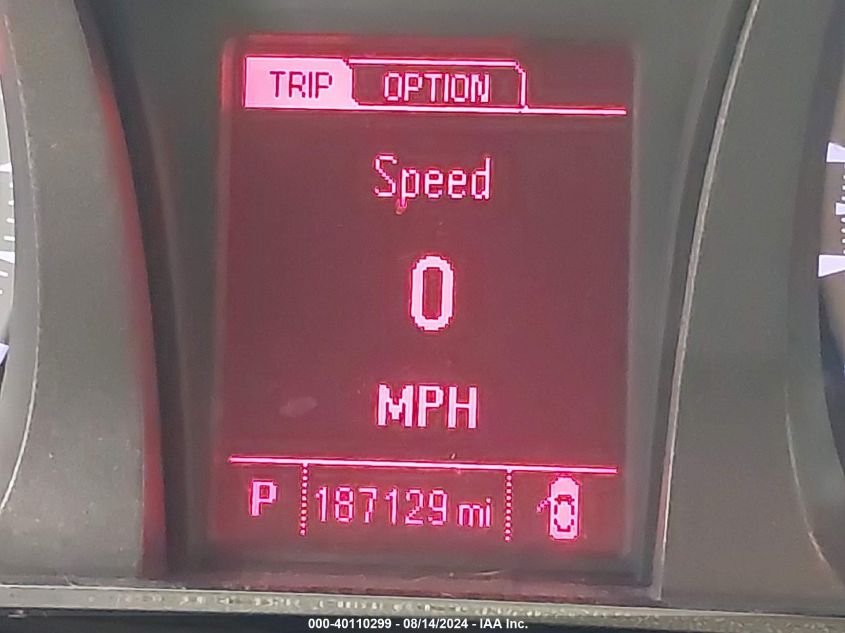 TRIP OPTION
Speed
0
MPH
P 187129 mi
000-40110299 - 08/14/2024 - IAA Inc.